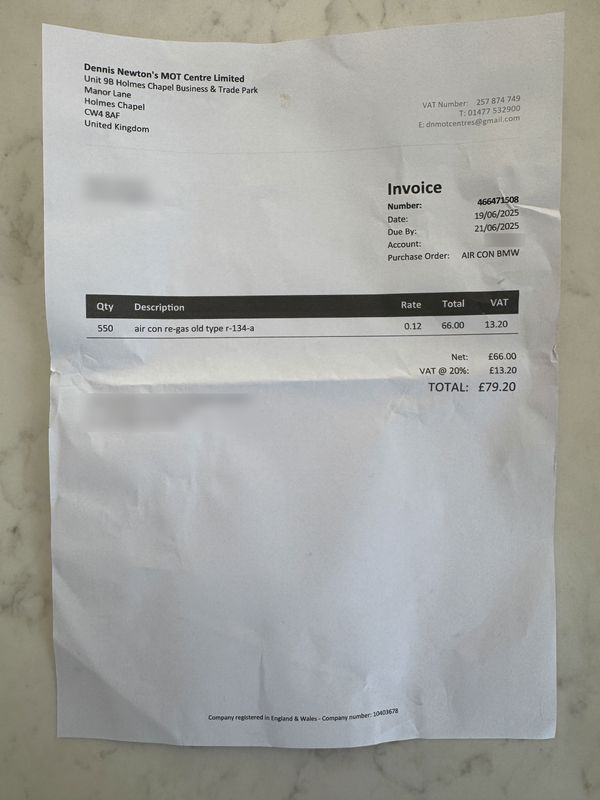 Dennis Newton's MOT Centre Limited
Unit 9B Holmes Chapel Business & Trade Park
Manor Lane
Holmes Chapel
CW4 8AF
United Kingdom
VAT Number: 257 874 749
T: 01477 532900
E: dnmotcentres@gmail.com
Invoice
Number: 466471508
Date: 19/06/2025
Due By: 21/06/2025
Account:
Purchase Order: AIR CON BMW
Qty Description Rate Total VAT
550 air con re-gas old type r-134-a 0.12 66.00 13.20
Net: £66.00
VAT @ 20%: £13.20
TOTAL: £79.20
Company registered in England & Wales - Company number: 10403678